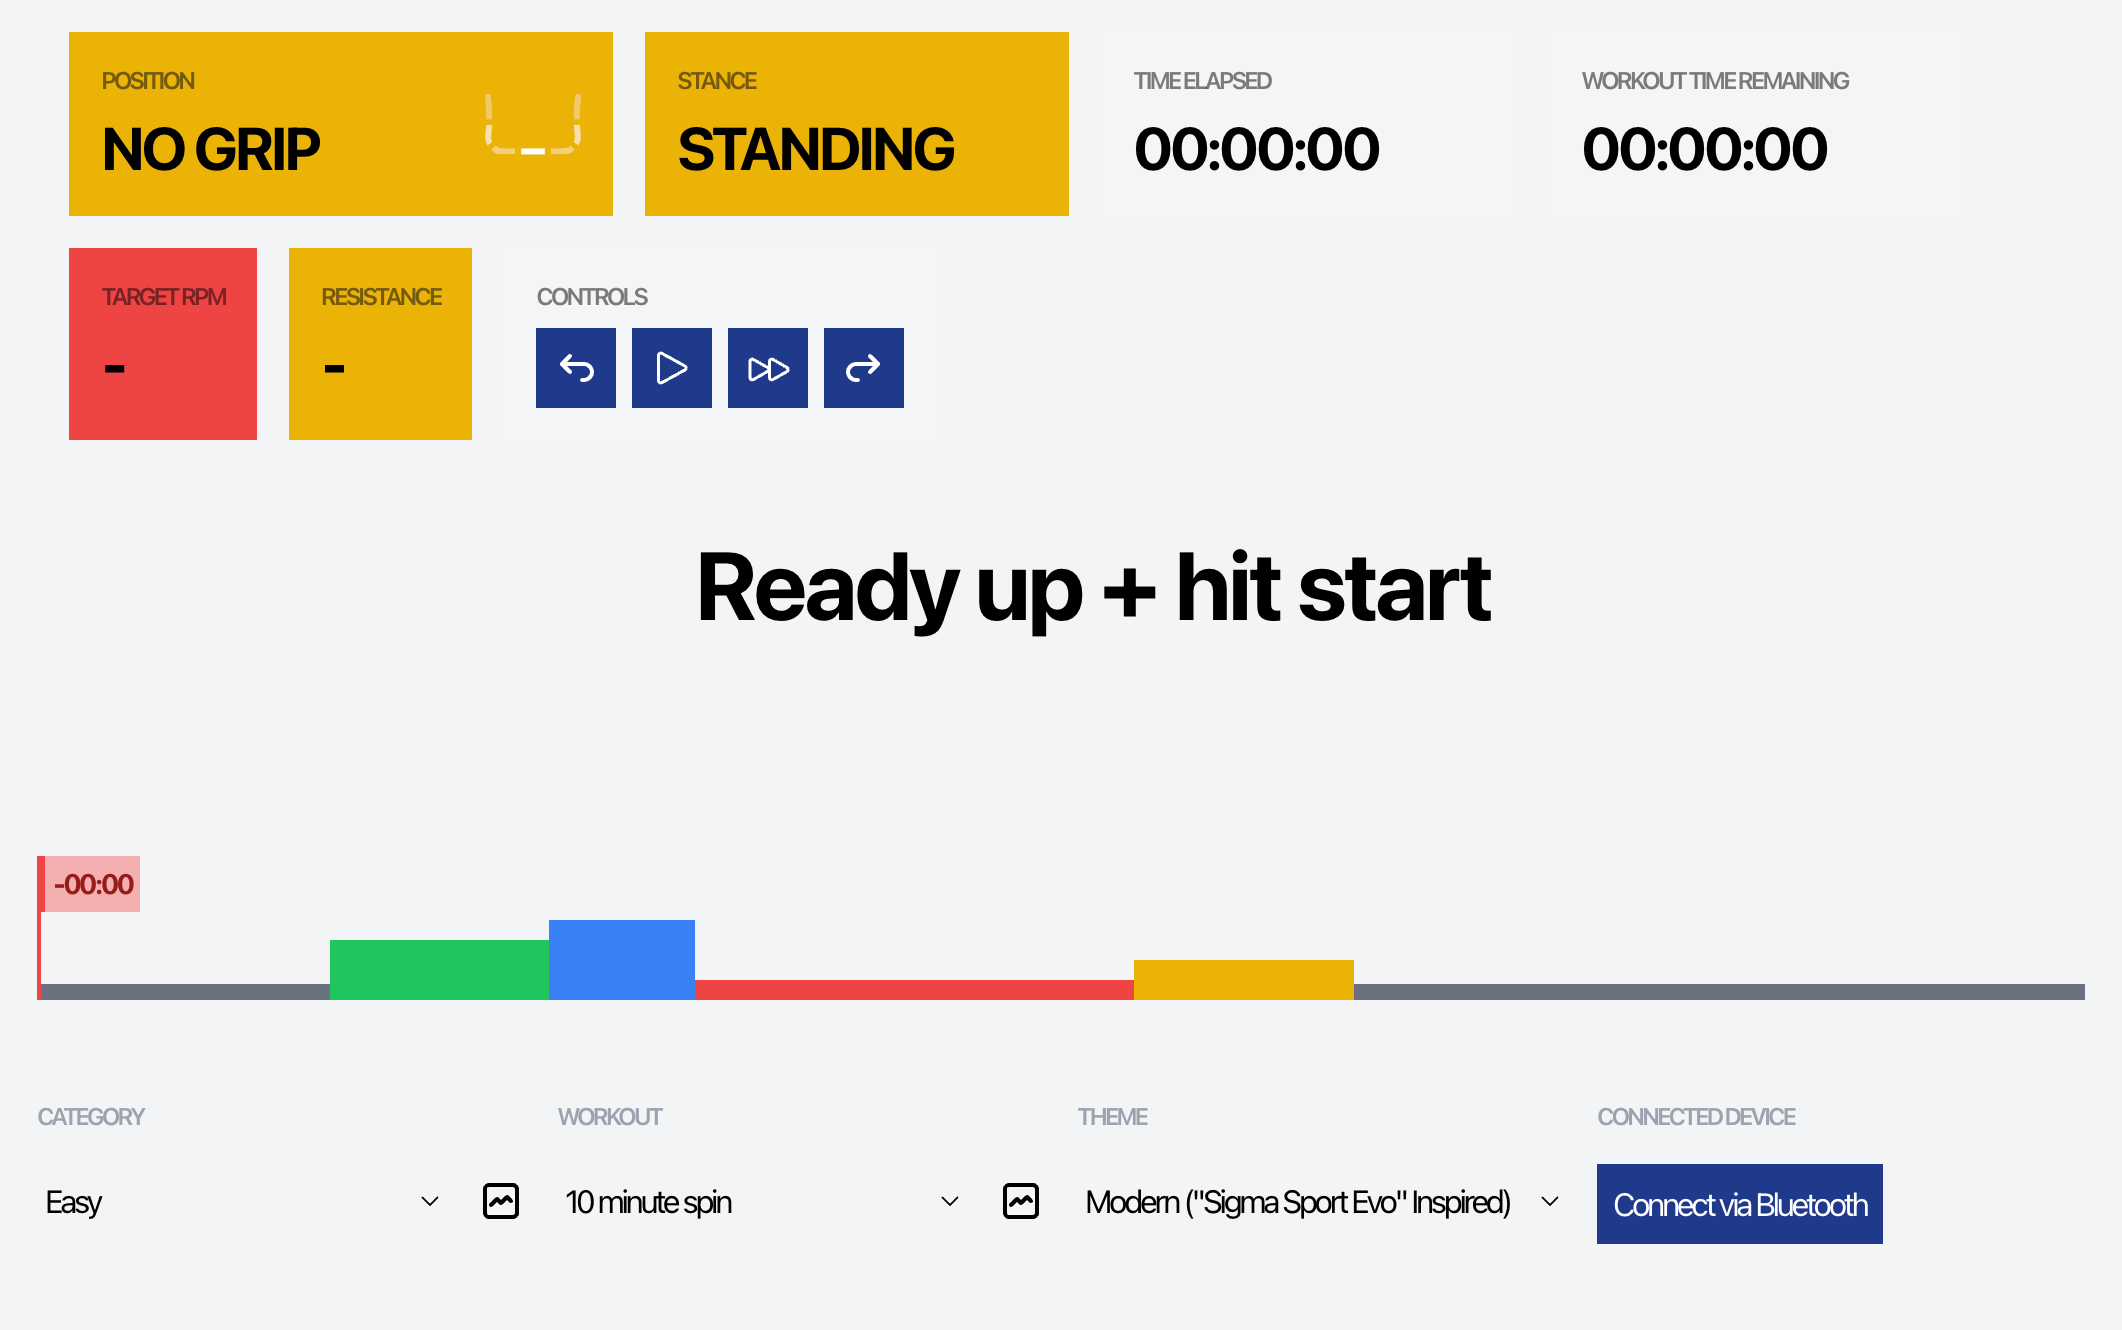 POSITION
NO GRIP
STANCE
STANDING
TIME ELAPSED
00:00:00
WORKOUT TIME REMAINING
00:00:00
TARGET RPM
-
RESISTANCE
-
CONTROLS
Ready up + hit start
-00:00
CATEGORY
Easy
WORKOUT
10 minute spin
THEME
Modern ("Sigma Sport Evo" Inspired)
CONNECTED DEVICE
Connect via Bluetooth